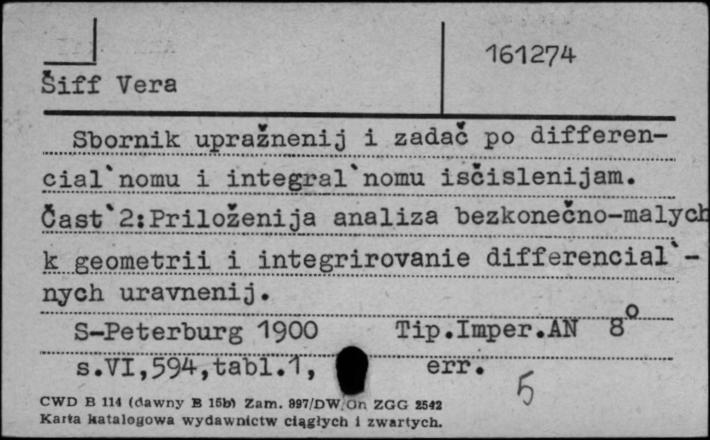 161274
Šiff Vera
Sbornik upražnenij i zadač po differen-
cial`nomu i integral`nomu isčislenijam.
Čast`2:Priloženija analiza bezkonečno-malych
k geometrii i integrirovanie differencial`-
nych uravnenij.
S-Peterburg 1900 Tip.Imper.AN 8º
s.VI,594,tabl.1, err.
5
CWD B 114 (dawny B 15b) Zam. 897/DW/On ZGG 2542
Karta katalogowa wydawnictw ciągłych i zwartych.